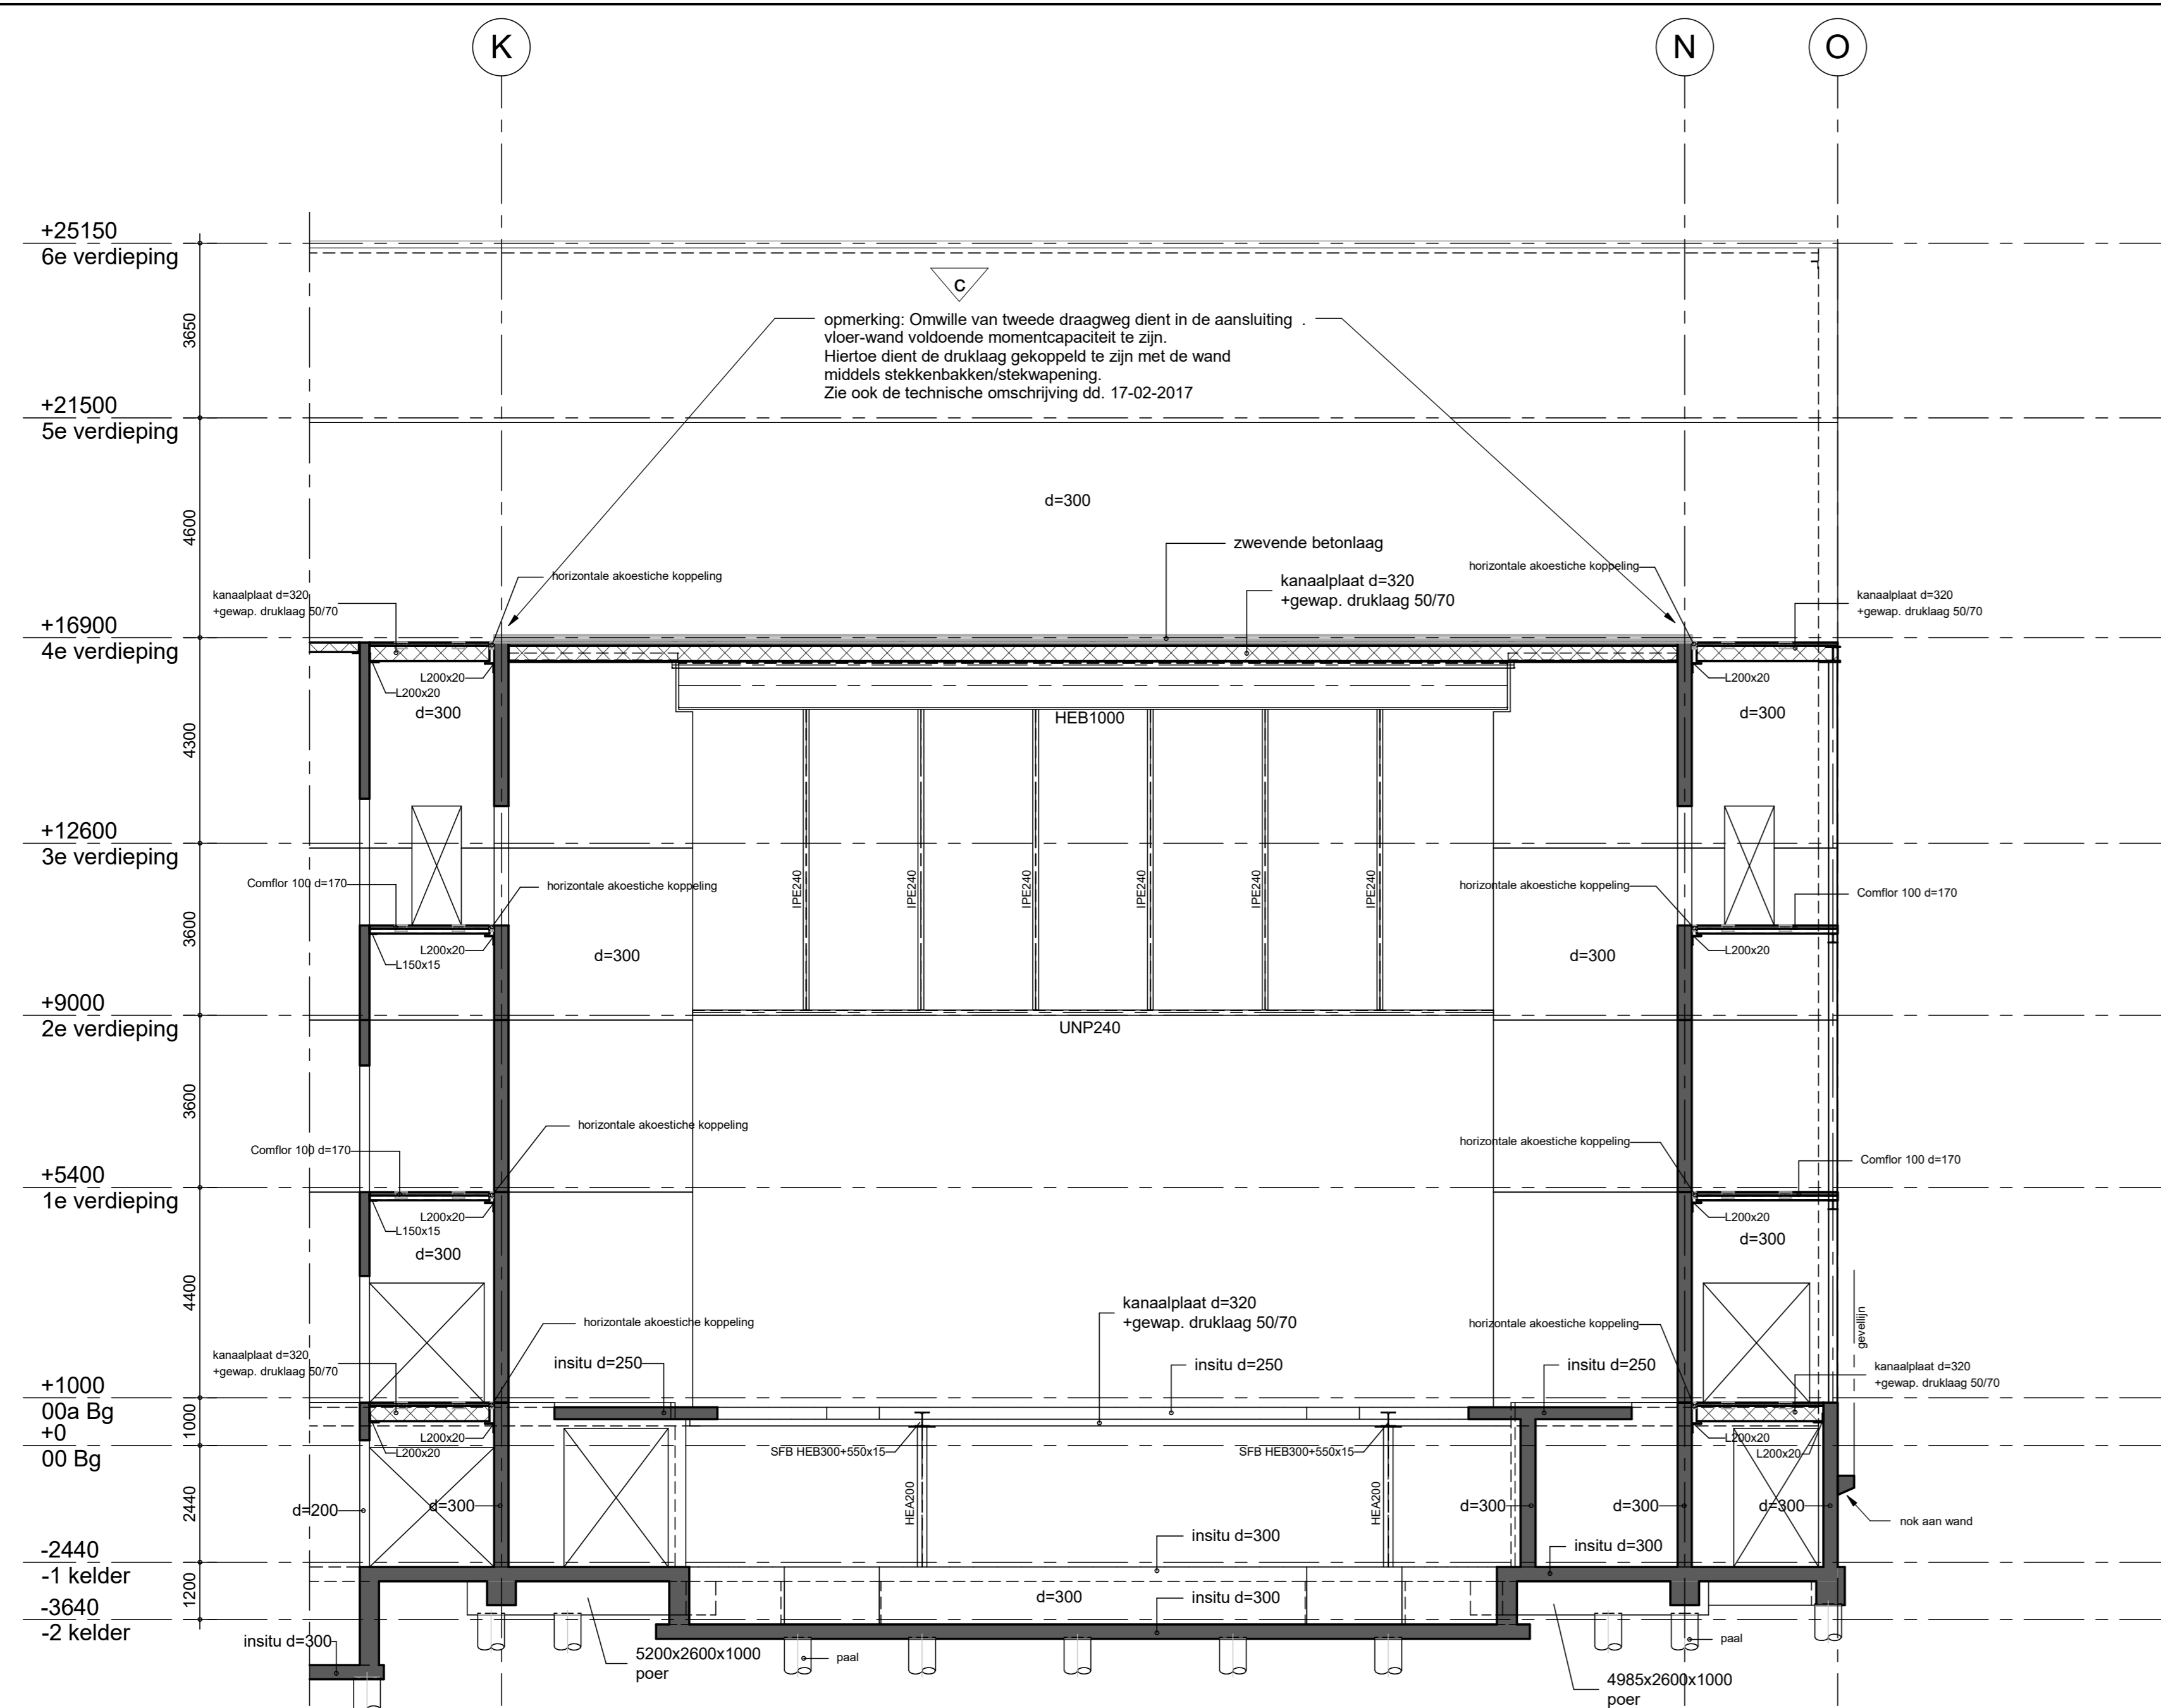 K
N
O
+25150
6e verdieping
3650
C
opmerking: Omwille van tweede draagweg dient in de aansluiting .
vloer-wand voldoende momentcapaciteit te zijn.
Hiertoe dient de druklaag gekoppeld te zijn met de wand
middels stekkenbakken/stekwapening.
Zie ook de technische omschrijving dd. 17-02-2017
+21500
5e verdieping
4600
d=300
zwevende betonlaag
horizontale akoestiche koppeling
horizontale akoestiche koppeling
kanaalplaat d=320
+gewap. druklaag 50/70
kanaalplaat d=320
+gewap. druklaag 50/70
kanaalplaat d=320
+gewap. druklaag 50/70
+16900
4e verdieping
L200x20
L200x20
L200x20
d=300
d=300
HEB1000
4300
+12600
3e verdieping
Comflor 100 d=170
horizontale akoestiche koppeling
IPE240
IPE240
IPE240
IPE240
IPE240
IPE240
horizontale akoestiche koppeling
Comflor 100 d=170
3600
L200x20
L150x15
d=300
d=300
L200x20
+9000
2e verdieping
UNP240
3600
horizontale akoestiche koppeling
horizontale akoestiche koppeling
Comflor 100 d=170
Comflor 100 d=170
+5400
1e verdieping
L200x20
L150x15
L200x20
d=300
d=300
4400
kanaalplaat d=320
+gewap. druklaag 50/70
horizontale akoestiche koppeling
horizontale akoestiche koppeling
gevellijn
kanaalplaat d=320
+gewap. druklaag 50/70
insitu d=250
insitu d=250
insitu d=250
kanaalplaat d=320
+gewap. druklaag 50/70
+1000
00a Bg
1000
+0
00 Bg
L200x20
L200x20
SFB HEB300+550x15
SFB HEB300+550x15
L200x20
L200x20
2440
d=200
d=300
HEA200
HEA200
d=300
d=300
d=300
nok aan wand
insitu d=300
insitu d=300
-2440
-1 kelder
1200
d=300
insitu d=300
-3640
-2 kelder
insitu d=300
5200x2600x1000
poer
paal
paal
4985x2600x1000
poer